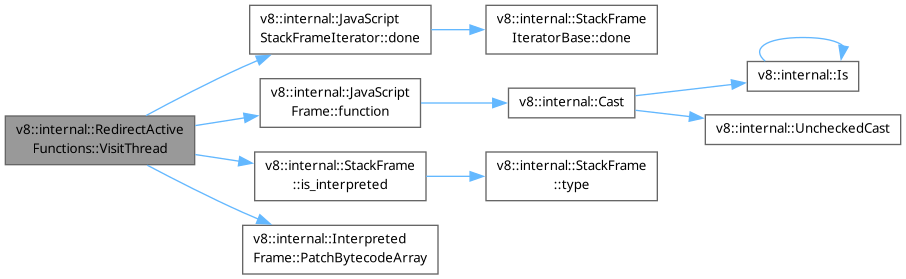 v8::internal::RedirectActive
Functions::VisitThread
v8::internal::JavaScript
StackFrameIterator::done
v8::internal::StackFrame
IteratorBase::done
v8::internal::JavaScript
Frame::function
v8::internal::Cast
v8::internal::Is
v8::internal::UncheckedCast
v8::internal::StackFrame
::is_interpreted
v8::internal::StackFrame
::type
v8::internal::Interpreted
Frame::PatchBytecodeArray